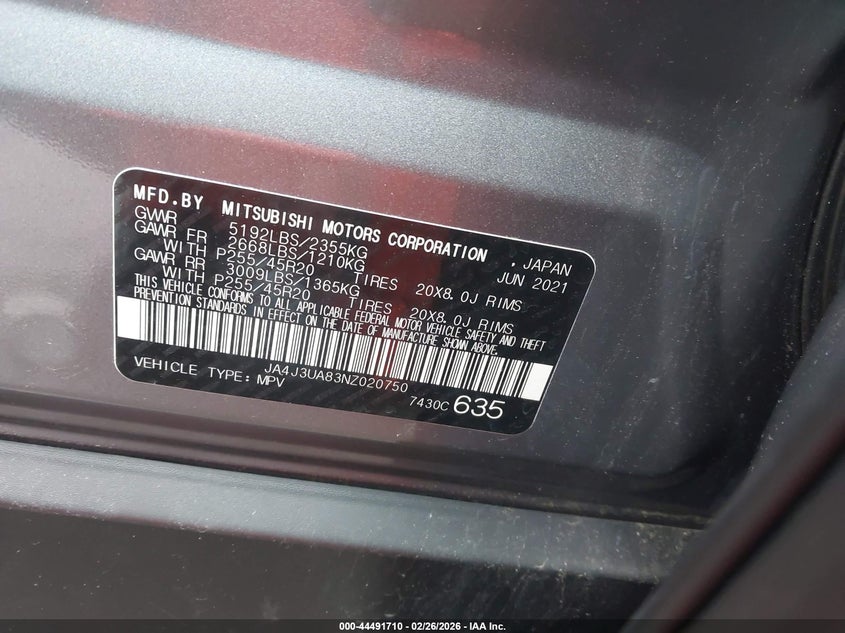 MFD.BY MITSUBISHI MOTORS CORPORATION . JAPAN
GVWR 5192LBS/2355KG JUN 2021
GAWR FR 2668LBS/1210KG
WITH P255/45R20 TIRES 20X8.0J RIMS
GAWR RR 3009LBS/1365KG
WITH P255/45R20 TIRES 20X8.0J RIMS
THIS VEHICLE CONFORMS TO ALL APPLICABLE FEDERAL MOTOR VEHICLE SAFETY AND THEFT
PREVENTION STANDARDS IN EFFECT ON THE DATE OF MANUFACTURE SHOWN ABOVE.
JA4J3UA83NZ020750
VEHICLE TYPE: MPV 7430C 635
000-44491710 — 02/26/2026 — IAA Inc.